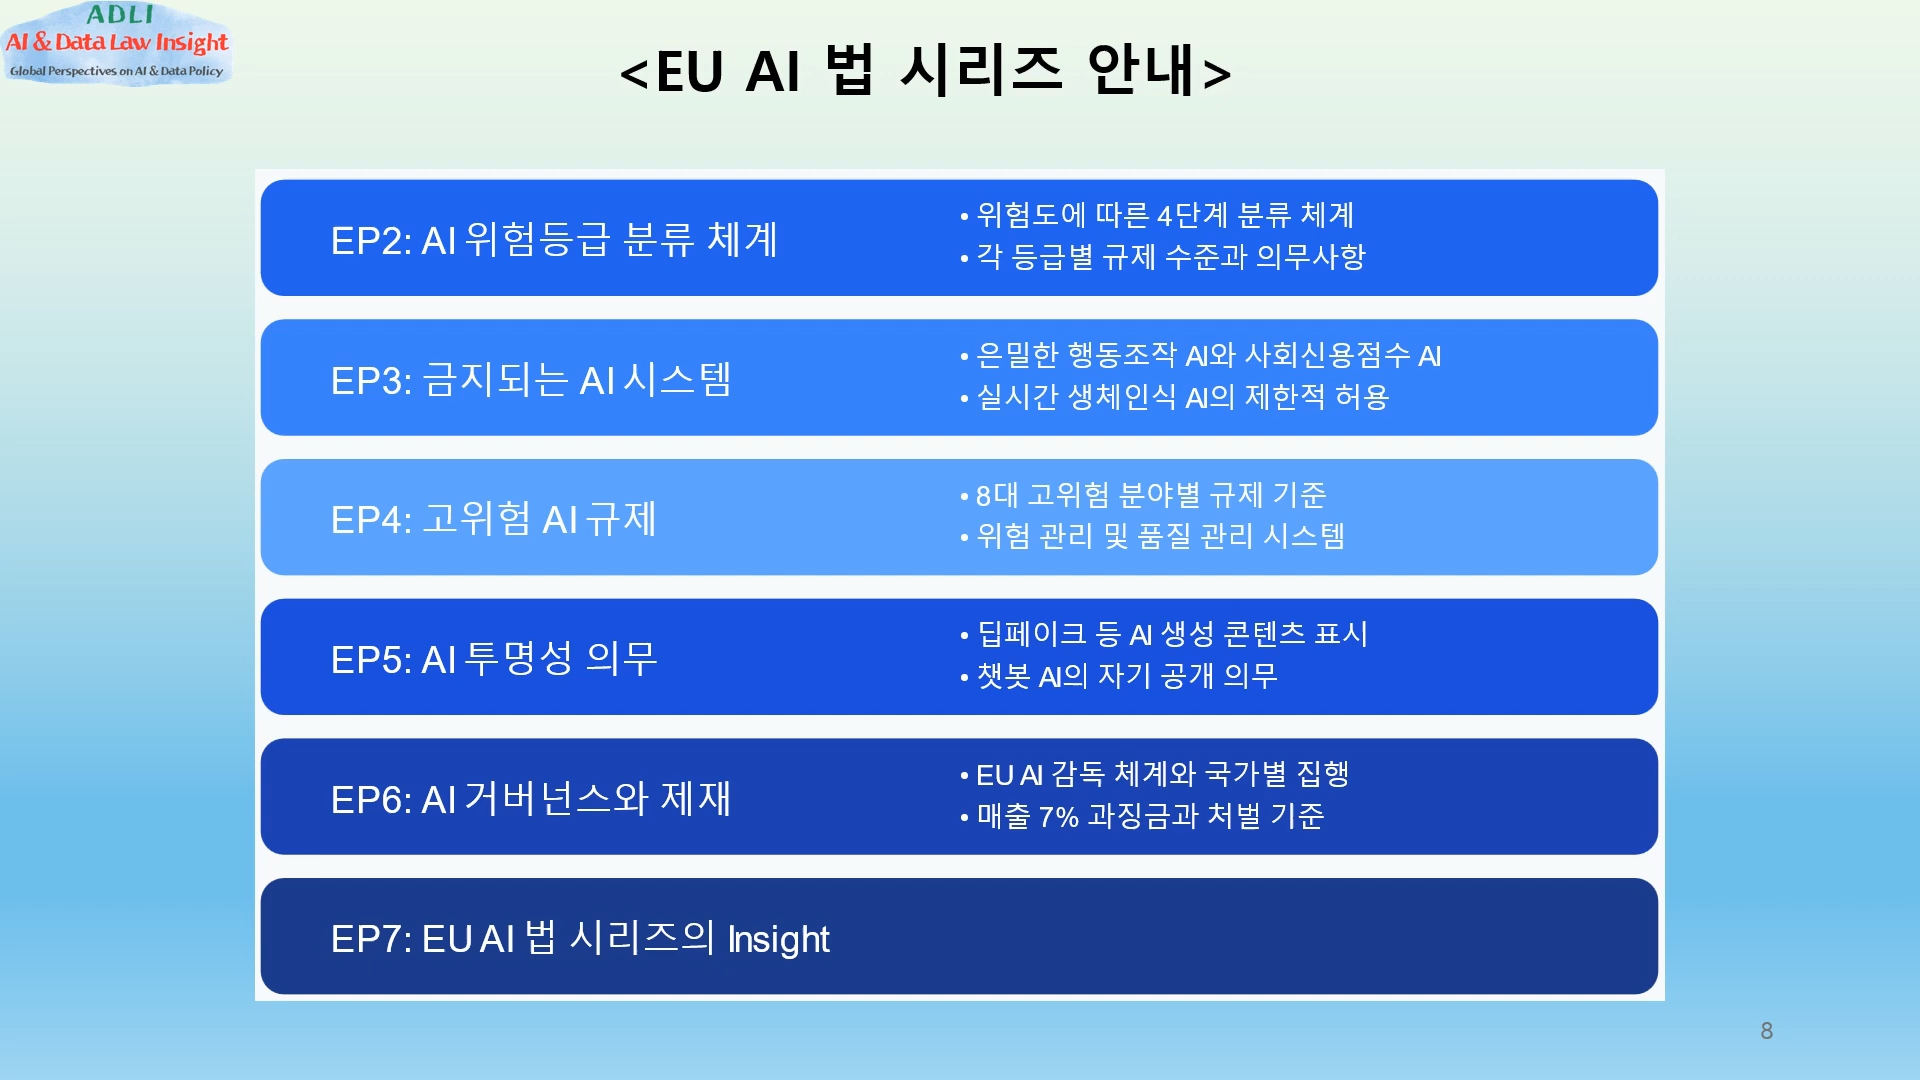 ADLI
AI & Data Law Insight
Global Perspectives on AI & Data Policy
<EU AI 법 시리즈 안내>
EP2: AI 위험등급 분류 체계
• 위험도에 따른 4단계 분류 체계
• 각 등급별 규제 수준과 의무사항
EP3: 금지되는 AI 시스템
• 은밀한 행동조작 AI와 사회신용점수 AI
• 실시간 생체인식 AI의 제한적 허용
EP4: 고위험 AI 규제
• 8대 고위험 분야별 규제 기준
• 위험 관리 및 품질 관리 시스템
EP5: AI 투명성 의무
• 딥페이크 등 AI 생성 콘텐츠 표시
• 챗봇 AI의 자기 공개 의무
EP6: AI 거버넌스와 제재
• EU AI 감독 체계와 국가별 집행
• 매출 7% 과징금과 처벌 기준
EP7: EU AI 법 시리즈의 Insight
8